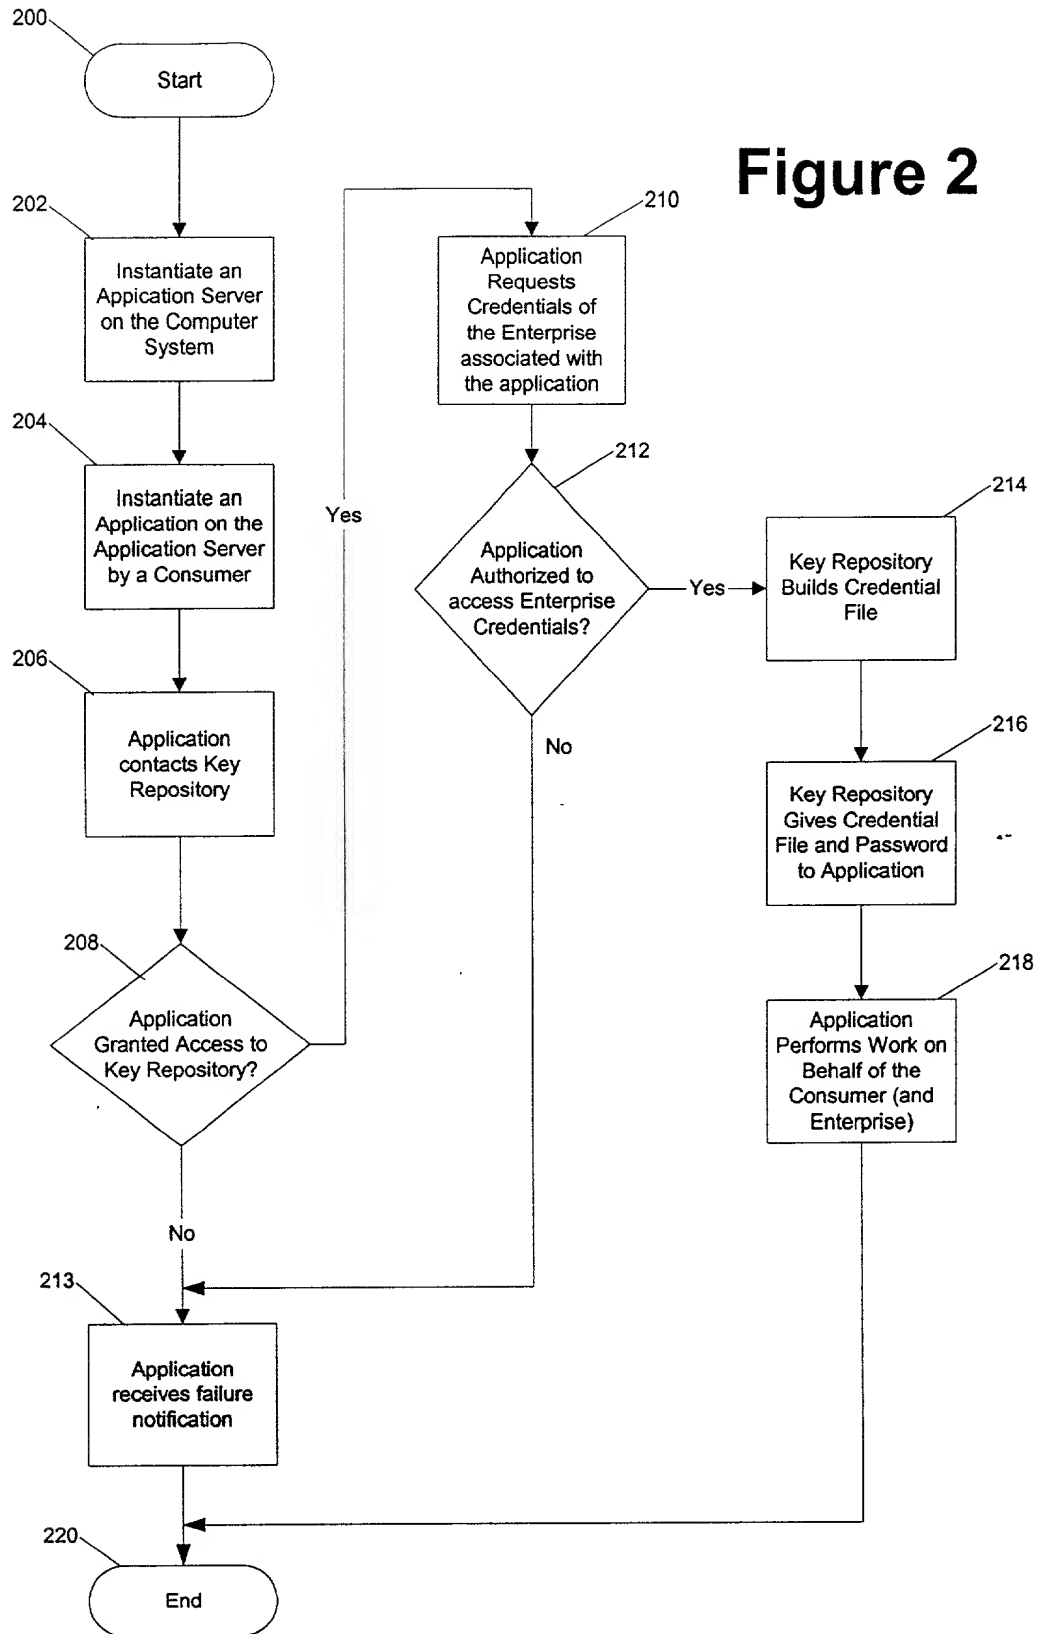 200
Start
Figure 2
202
Instantiate an
Appication Server
on the Computer
System
204
Instantiate an
Application on the
Application Server
by a Consumer
206
Application
contacts Key
Repository
208
Application
Granted Access to
Key Repository?
Yes
No
210
Application
Requests
Credentials of
the Enterprise
associated with
the application
212
Application
Authorized to
access Enterprise
Credentials?
Yes
No
213
Application
receives failure
notification
214
Key Repository
Builds Credential
File
216
Key Repository
Gives Credential
File and Password
to Application
218
Application
Performs Work on
Behalf of the
Consumer (and
Enterprise)
220
End